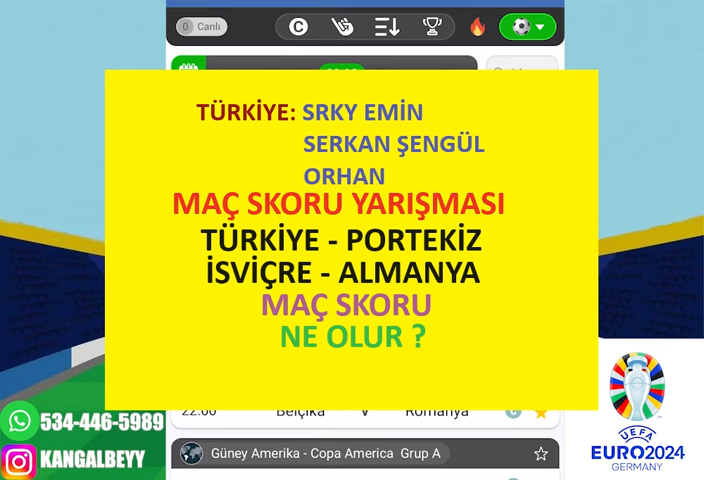 0 Canlı
TÜRKİYE: SRKY EMİN
SERKAN ŞENGÜL
ORHAN
MAÇ SKORU YARIŞMASI
TÜRKİYE - PORTEKİZ
İSVİÇRE - ALMANYA
MAÇ SKORU
NE OLUR ?
22:00 Belçika V Romanya
Güney Amerika - Copa America Grup A
534-446-5989
KANGALBEYY
UEFA
EURO2024
GERMANY